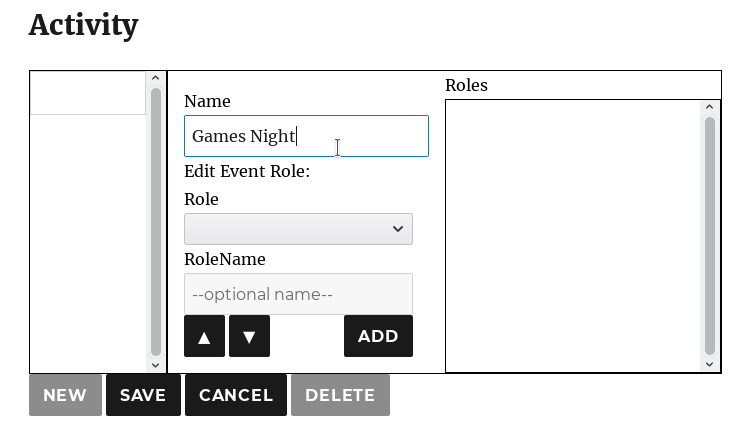 Activity
Name
Games Night
Edit Event Role:
Role
RoleName
--optional name--
▲ ▼ ADD
Roles
NEW SAVE CANCEL DELETE